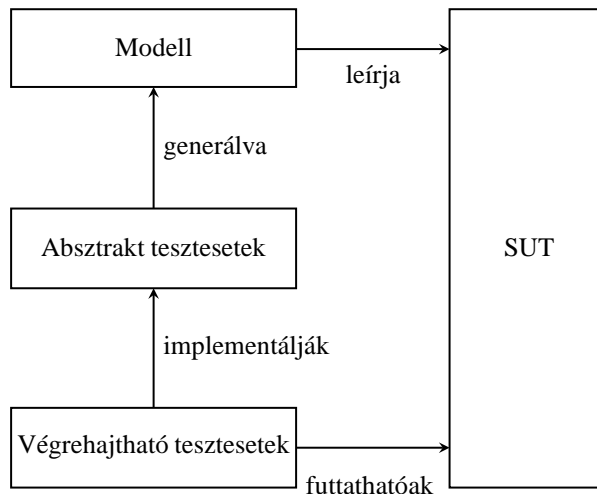 Modell
leírja
generálva
Absztrakt tesztesetek
SUT
implementálják
Végrehajtható tesztesetek
futtathatóak